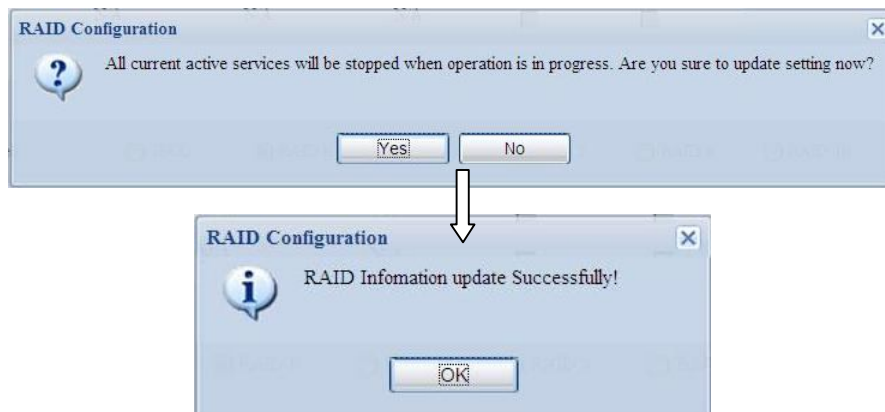 RAID Configuration
All current active services will be stopped when operation is in progress. Are you sure to update setting now?
Yes
No
RAID Configuration
RAID Infomation update Successfully!
OK